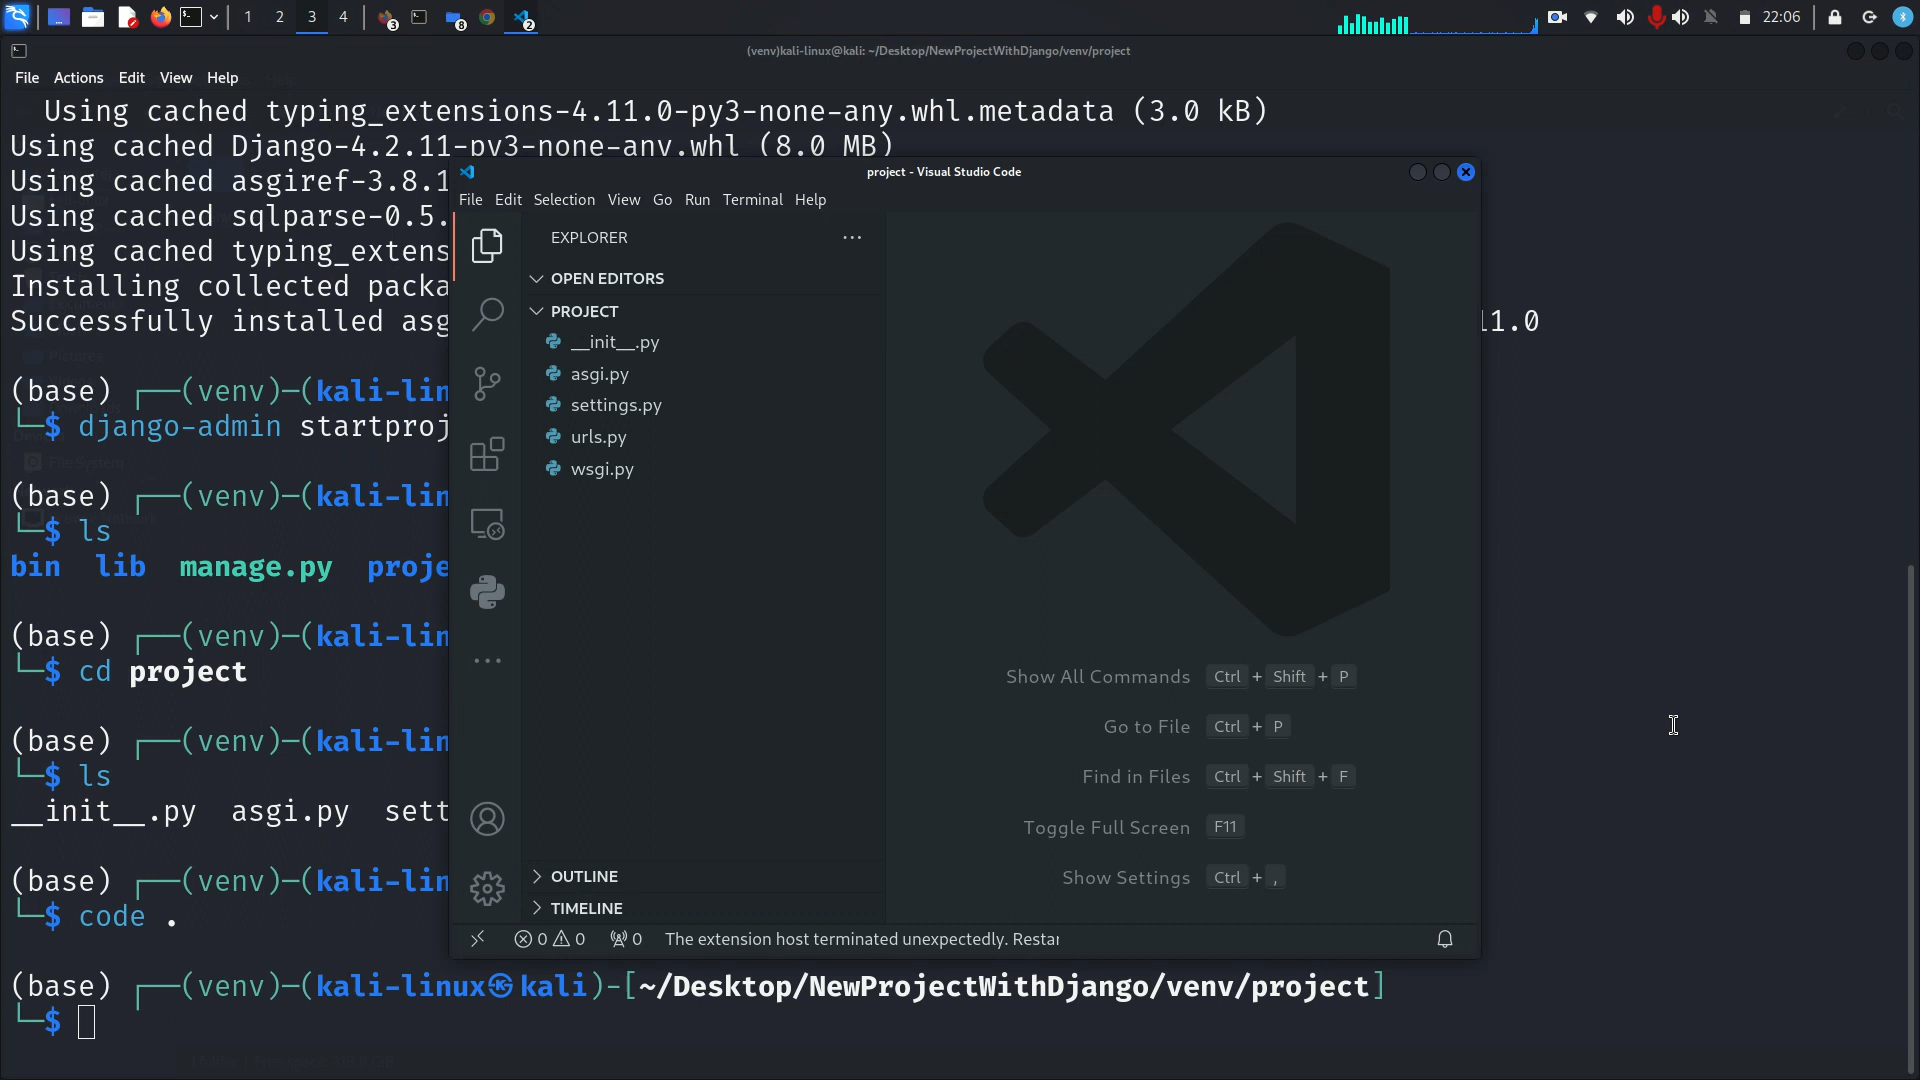 1 2 3 4 3 8 2 22:06
(venv)kali-linux@kali: ~/Desktop/NewProjectWithDjango/venv/project
File Actions Edit View Help
Using cached typing_extensions-4.11.0-py3-none-any.whl.metadata (3.0 kB)
Using cached Django-4.2.11-py3-none-any.whl (8.0 MB)
Using cached asgiref-3.8.1
Using cached sqlparse-0.5.
Using cached typing_extens
Installing collected packa
Successfully installed asg 11.0
(base) ┌──(venv)─(kali-lin
└─$ django-admin startproj
(base) ┌──(venv)─(kali-lin
└─$ ls
bin lib manage.py proje
(base) ┌──(venv)─(kali-lin
└─$ cd project
(base) ┌──(venv)─(kali-lin
└─$ ls
__init__.py asgi.py sett
(base) ┌──(venv)─(kali-lin
└─$ code .
(base) ┌──(venv)─(kali-linux㉿kali)-[~/Desktop/NewProjectWithDjango/venv/project]
└─$
project - Visual Studio Code
File Edit Selection View Go Run Terminal Help
EXPLORER
OPEN EDITORS
PROJECT
__init__.py
asgi.py
settings.py
urls.py
wsgi.py
OUTLINE
TIMELINE
Show All Commands Ctrl + Shift + P
Go to File Ctrl + P
Find in Files Ctrl + Shift + F
Toggle Full Screen F11
Show Settings Ctrl + ,
0 0 0 The extension host terminated unexpectedly. Restar
Pictures
File System